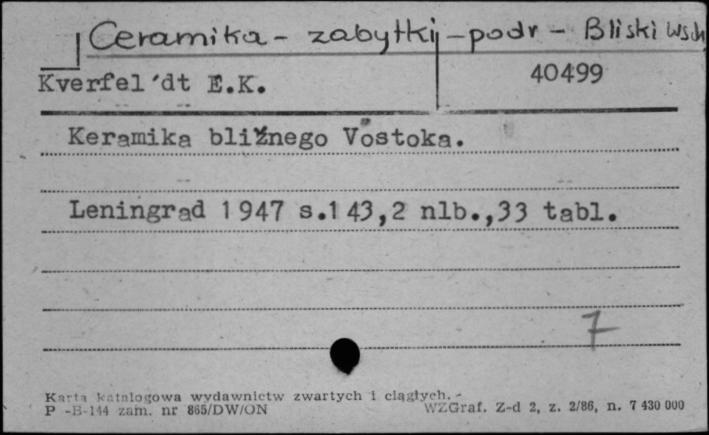 Ceramika - zabytki - podr - Bliski Wsch
Kverfel'dt E.K.
40499
Keramika bližnego Vostoka.
Leningrad 1947 s.143,2 nlb.,33 tabl.
7
Karta katalogowa wydawnictw zwartych i ciągłych. -
P -B-144 zam. nr 865/DW/ON WZGraf. Z-d 2, z. 2/86, n. 7 430 000